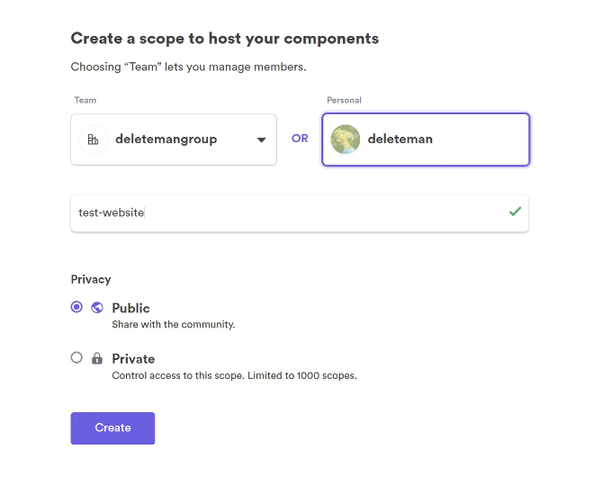 Create a scope to host your components
Choosing “Team” lets you manage members.
Team
Personal
deletemangroup
OR
deleteman
test-website
Privacy
Public
Share with the community.
Private
Control access to this scope. Limited to 1000 scopes.
Create